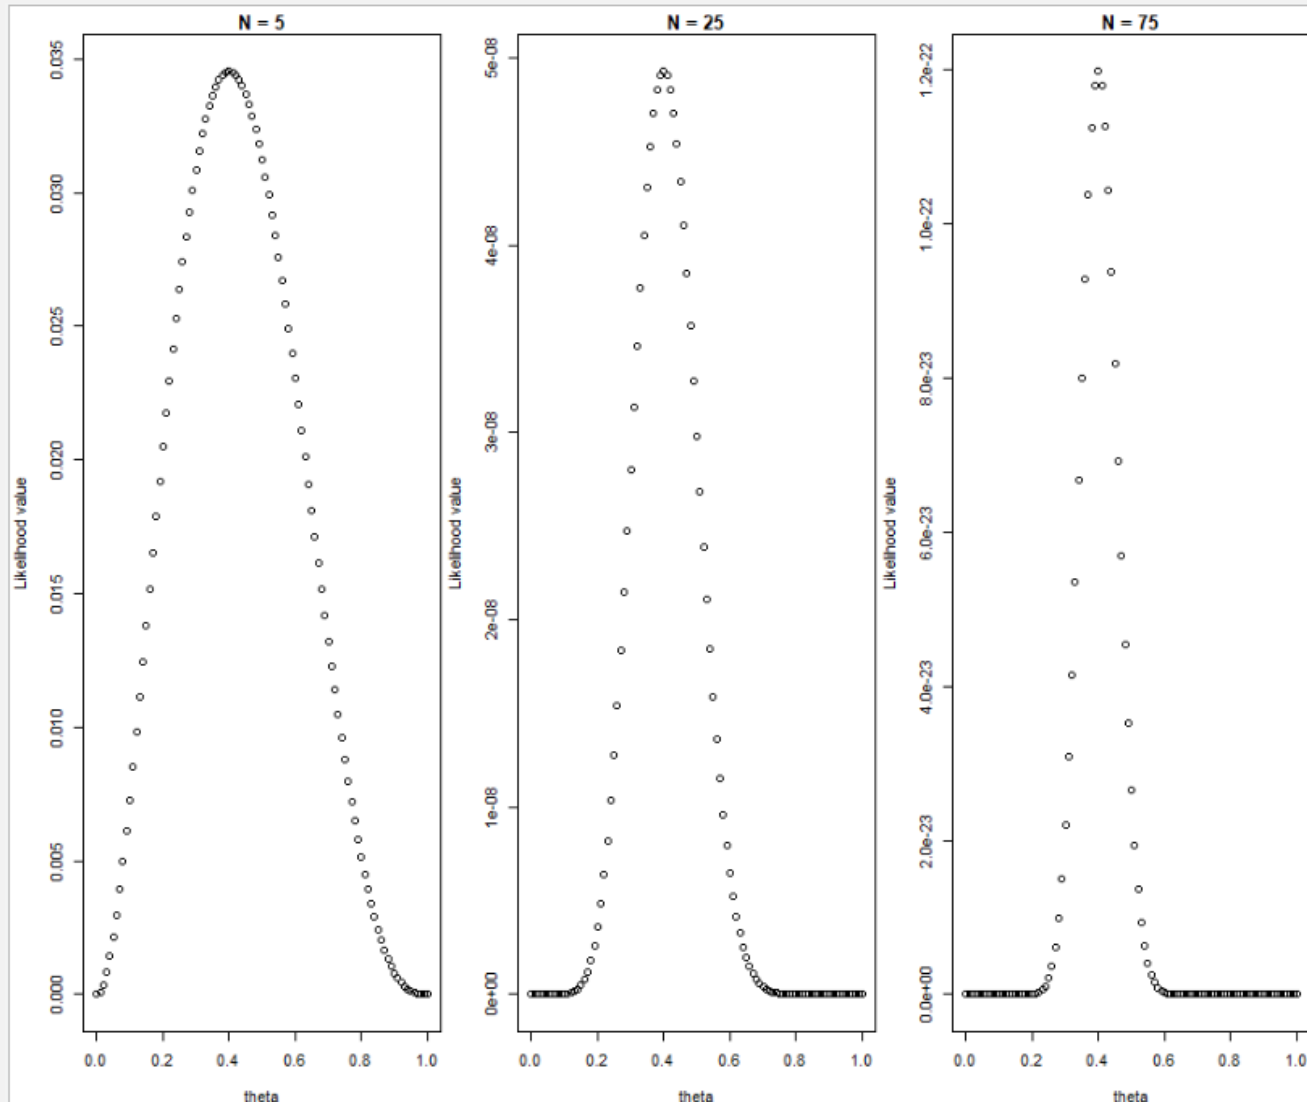 N = 5
0.035
0.030
0.025
0.020
0.015
0.010
0.005
0.000
Likelihood value
0.0 0.2 0.4 0.6 0.8 1.0
theta
N = 25
5e-08
4e-08
3e-08
2e-08
1e-08
0e+00
Likelihood value
0.0 0.2 0.4 0.6 0.8 1.0
theta
N = 75
1.2e-22
1.0e-22
8.0e-23
6.0e-23
4.0e-23
2.0e-23
0.0e+00
Likelihood value
0.0 0.2 0.4 0.6 0.8 1.0
theta